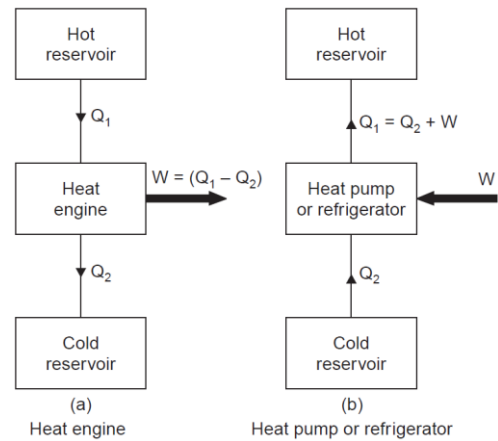 Hot
reservoir
Q₁
Heat
engine
W = (Q₁ – Q₂)
Q₂
Cold
reservoir
(a)
Heat engine
Hot
reservoir
Q₁ = Q₂ + W
Heat pump
or refrigerator
W
Q₂
Cold
reservoir
(b)
Heat pump or refrigerator